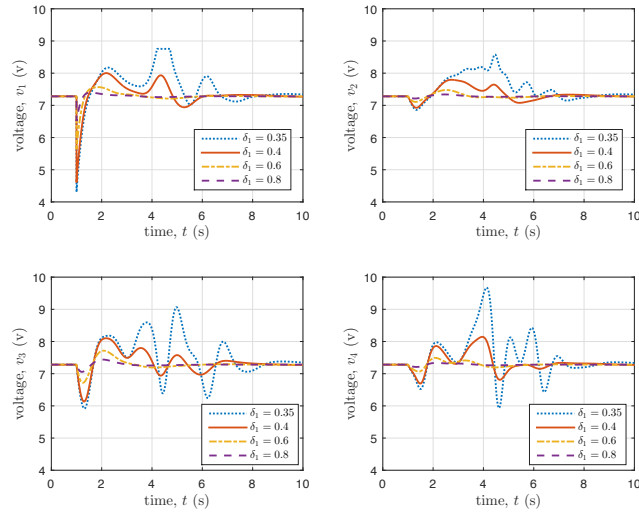 10
9
8
7
6
5
4
voltage, v₁ (v)
δ₁ = 0.35
δ₁ = 0.4
δ₁ = 0.6
δ₁ = 0.8
0 2 4 6 8 10
time, t (s)
10
9
8
7
6
5
4
voltage, v₂ (v)
δ₁ = 0.35
δ₁ = 0.4
δ₁ = 0.6
δ₁ = 0.8
0 2 4 6 8 10
time, t (s)
10
9
8
7
6
5
4
voltage, v₃ (v)
δ₁ = 0.35
δ₁ = 0.4
δ₁ = 0.6
δ₁ = 0.8
0 2 4 6 8 10
time, t (s)
10
9
8
7
6
5
4
voltage, v₄ (v)
δ₁ = 0.35
δ₁ = 0.4
δ₁ = 0.6
δ₁ = 0.8
0 2 4 6 8 10
time, t (s)